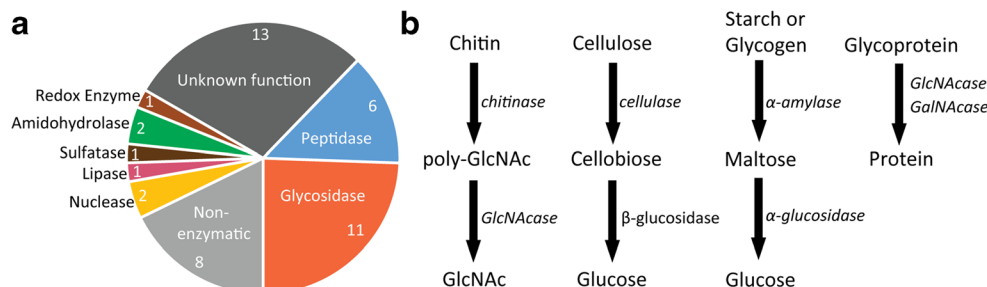 a
13
Unknown function
6
Peptidase
Glycosidase
11
Non-
enzymatic
8
Nuclease
2
Lipase
1
Sulfatase
1
Amidohydrolase
2
Redox Enzyme
1
b
Chitin
chitinase
poly-GlcNAc
GlcNAcase
GlcNAc
Cellulose
cellulase
Cellobiose
β-glucosidase
Glucose
Starch or
Glycogen
α-amylase
Maltose
α-glucosidase
Glucose
Glycoprotein
GlcNAcase
GalNAcase
Protein